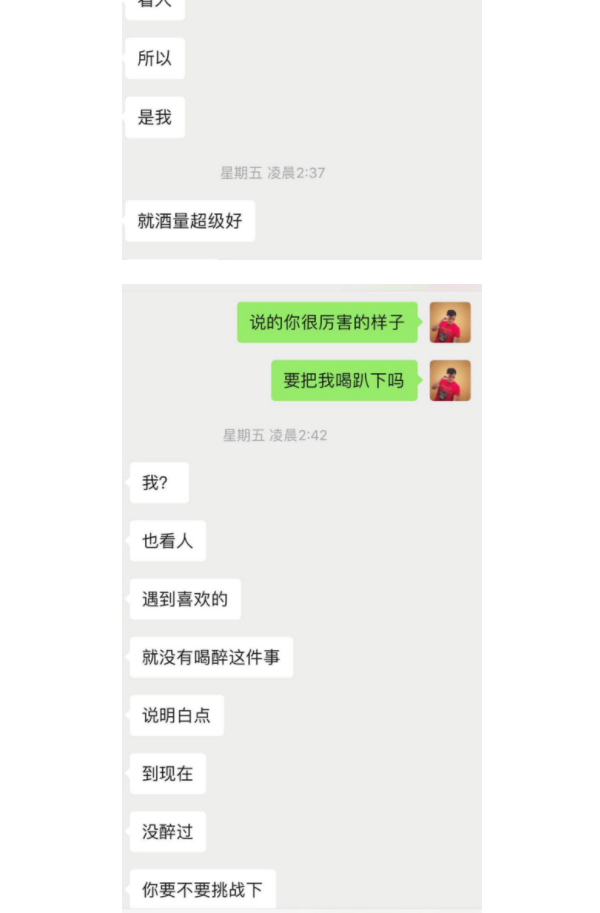 看人
所以
是我
星期五 凌晨2:37
就酒量超级好
说的你很厉害的样子
要把我喝趴下吗
星期五 凌晨2:42
我?
也看人
遇到喜欢的
就没有喝醉这件事
说明白点
到现在
没醉过
你要不要挑战下